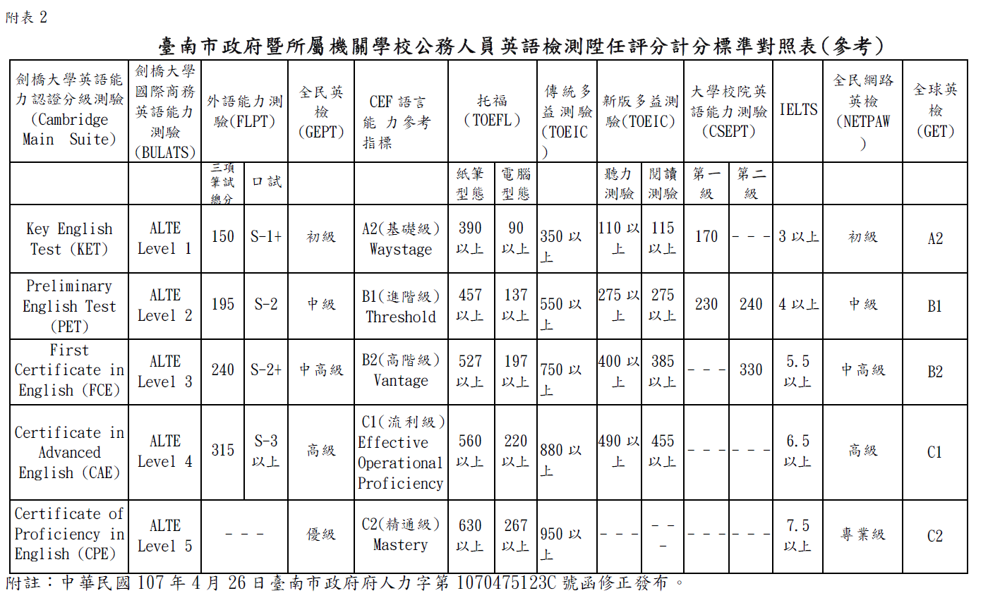 附表 2
臺南市政府暨所屬機關學校公務人員英語檢測陞任評分計分標準對照表(參考)
劍橋大學英語能
力認證分級測驗
(Cambridge
Main Suite)
劍橋大學
國際商務
英語能力
測驗
(BULATS)
外語能力測
驗(FLPT)
全民英
檢
(GEPT)
CEF 語言
能 力參考
指標
托福
(TOEFL)
傳統多
益測驗
(TOEIC
)
新版多益測
驗(TOEIC)
大學校院英
語能力測驗
(CSEPT)
IELTS
全民網路
英檢
(NETPAW
)
全球英
檢
(GET)
三項
筆試
總分
口試
紙筆
型態
電腦
型態
聽力
測驗
閱讀
測驗
第一
級
第二
級
Key English
Test (KET)
ALTE
Level 1
150
S-1+
初級
A2(基礎級)
Waystage
390
以上
90
以上
350 以
上
110 以
上
115
以上
170
- - -
3 以上
初級
A2
Preliminary
English Test
(PET)
ALTE
Level 2
195
S-2
中級
B1(進階級)
Threshold
457
以上
137
以上
550 以
上
275 以
上
275
以上
230
240
4 以上
中級
B1
First
Certificate in
English (FCE)
ALTE
Level 3
240
S-2+
中高級
B2(高階級)
Vantage
527
以上
197
以上
750 以
上
400 以
上
385
以上
- - -
330
5.5
以上
中高級
B2
Certificate in
Advanced
English (CAE)
ALTE
Level 4
315
S-3
以上
高級
C1(流利級)
Effective
Operational
Proficiency
560
以上
220
以上
880 以
上
490 以
上
455
以上
- - -
- - -
6.5
以上
高級
C1
Certificate of
Proficiency in
English (CPE)
ALTE
Level 5
- - -
優級
C2(精通級)
Mastery
630
以上
267
以上
950 以
上
- - -
- -
-
- - -
- - -
7.5
以上
專業級
C2
附註：中華民國 107 年 4 月 26 日臺南市政府府人力字第 1070475123C 號函修正發布。